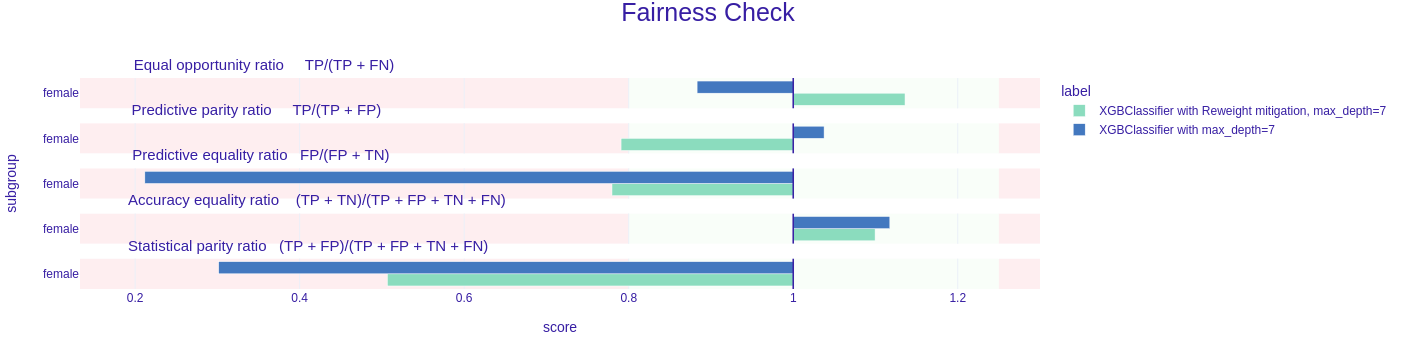 Fairness Check
Equal opportunity ratio TP/(TP + FN)
female
Predictive parity ratio TP/(TP + FP)
female
Predictive equality ratio FP/(FP + TN)
female
Accuracy equality ratio (TP + TN)/(TP + FP + TN + FN)
female
Statistical parity ratio (TP + FP)/(TP + FP + TN + FN)
female
subgroup
0.2 0.4 0.6 0.8 1 1.2
score
label
XGBClassifier with Reweight mitigation, max_depth=7
XGBClassifier with max_depth=7